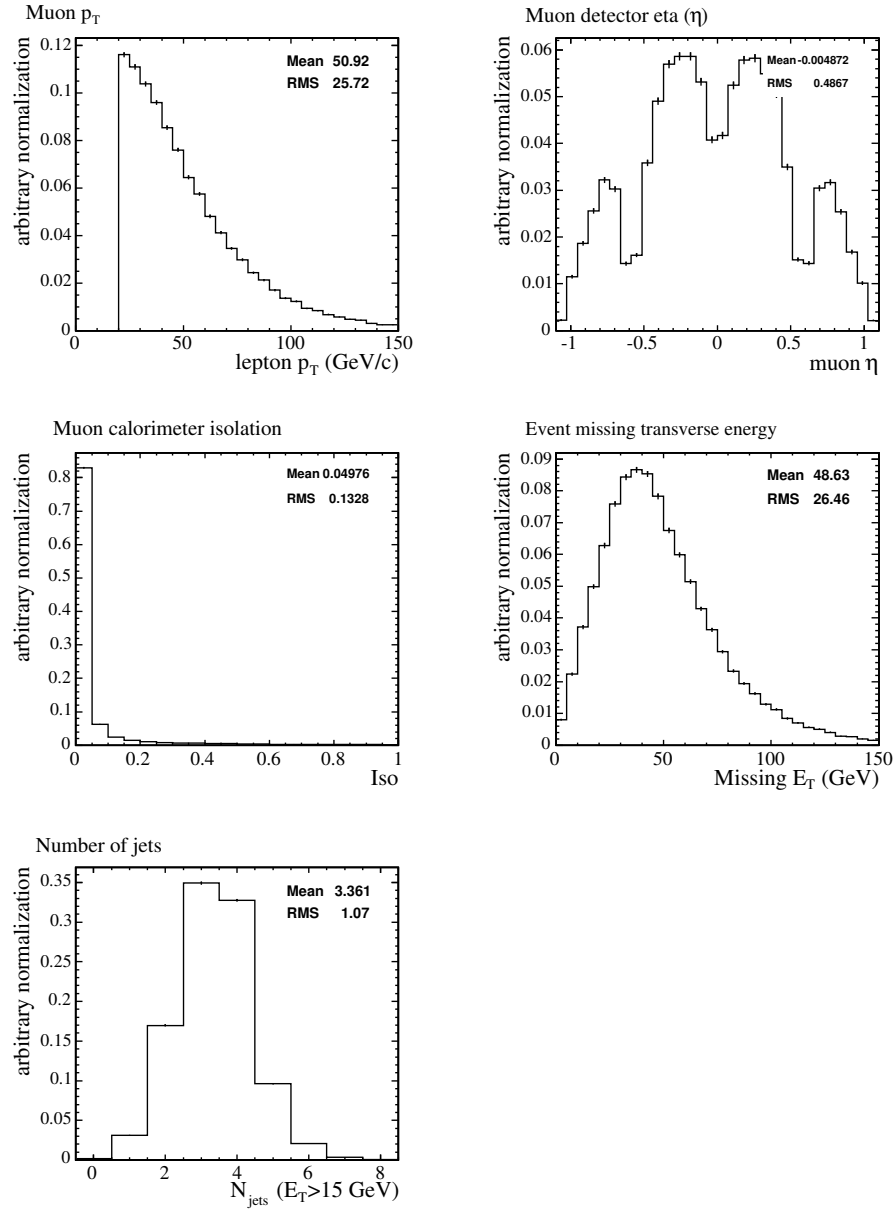 Muon p_T
arbitrary normalization
0.12
0.1
0.08
0.06
0.04
0.02
0
Mean 50.92
RMS 25.72
0 50 100 150
lepton p_T (GeV/c)
Muon detector eta (η)
arbitrary normalization
0.06
0.05
0.04
0.03
0.02
0.01
0
Mean -0.004872
RMS 0.4867
-1 -0.5 0 0.5 1
muon η
Muon calorimeter isolation
arbitrary normalization
0.8
0.7
0.6
0.5
0.4
0.3
0.2
0.1
0
Mean 0.04976
RMS 0.1328
0 0.2 0.4 0.6 0.8 1
Iso
Event missing transverse energy
arbitrary normalization
0.09
0.08
0.07
0.06
0.05
0.04
0.03
0.02
0.01
0
Mean 48.63
RMS 26.46
0 50 100 150
Missing E_T (GeV)
Number of jets
arbitrary normalization
0.35
0.3
0.25
0.2
0.15
0.1
0.05
0
Mean 3.361
RMS 1.07
0 2 4 6 8
N_jets (E_T>15 GeV)